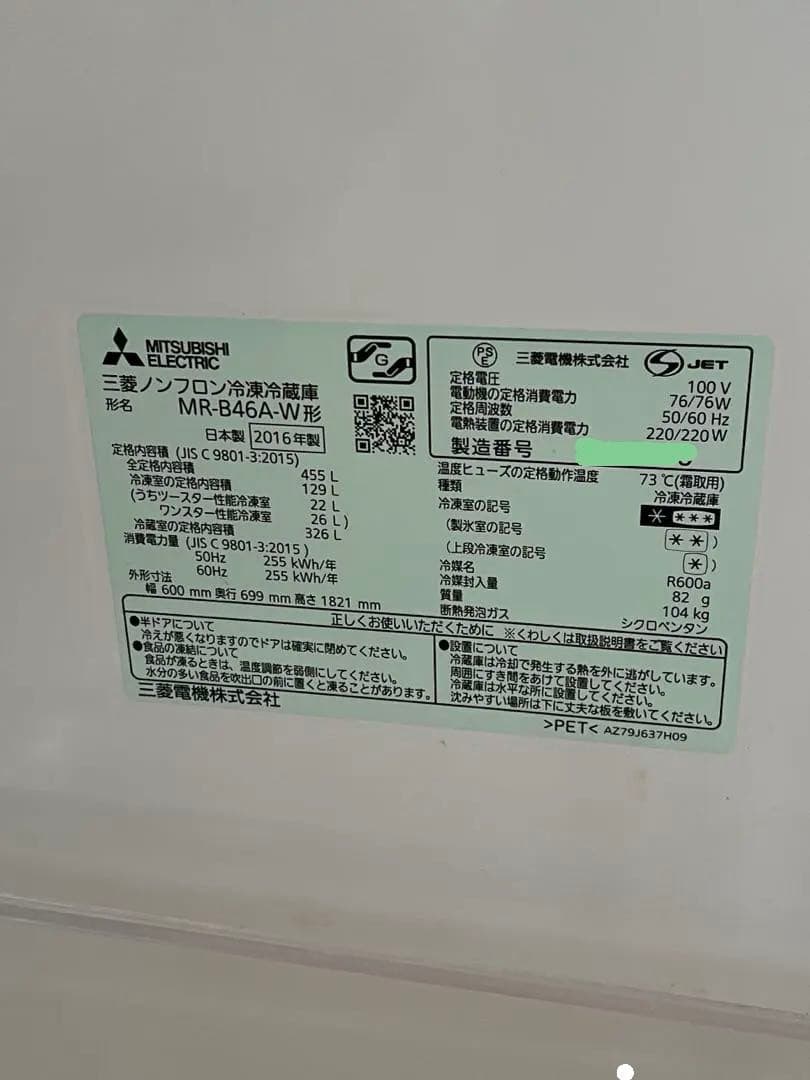 MITSUBISHI
ELECTRIC
三菱ノンフロン冷凍冷蔵庫
形名 MR-B46A-W形
日本製 2016年製
定格内容積 (JIS C 9801-3:2015)
全定格内容積 455 L
冷凍室の定格内容積 129 L
(うちツースター性能冷凍室 22 L
ワンスター性能冷凍室 26 L)
冷蔵室の定格内容積 326 L
消費電力量 (JIS C 9801-3:2015)
50Hz 255 kWh/年
60Hz 255 kWh/年
外形寸法
幅 600 mm 奥行 699 mm 高さ 1821 mm
G
PSE 三菱電機株式会社 S JET
定格電圧 100 V
電動機の定格消費電力 76/76W
定格周波数 50/60 Hz
電熱装置の定格消費電力 220/220W
製造番号
温度ヒューズの定格動作温度 73 ℃(霜取用)
種類 冷凍冷蔵庫
冷凍室の記号 * ***
(製氷室の記号 **)
(上段冷凍室の記号 *)
冷媒名 R600a
冷媒封入量 82 g
質量 104 kg
断熱発泡ガス シクロペンタン
正しくお使いいただくために ※くわしくは取扱説明書をご覧ください
●半ドアについて
冷えが悪くなりますのでドアは確実に閉めてください。
●食品の凍結について
食品が凍るときは、温度調節を弱側にしてください。
水分の多い食品を吹出口の前に置くと凍ることがあります。
●設置について
冷蔵庫は冷却で発生する熱を外に逃がしています。
周囲にすき間をあけて設置してください。
冷蔵庫は水平な所に設置してください。
沈みやすい場所は下に丈夫な板を敷いてください。
三菱電機株式会社
>PET< AZ79J637H09